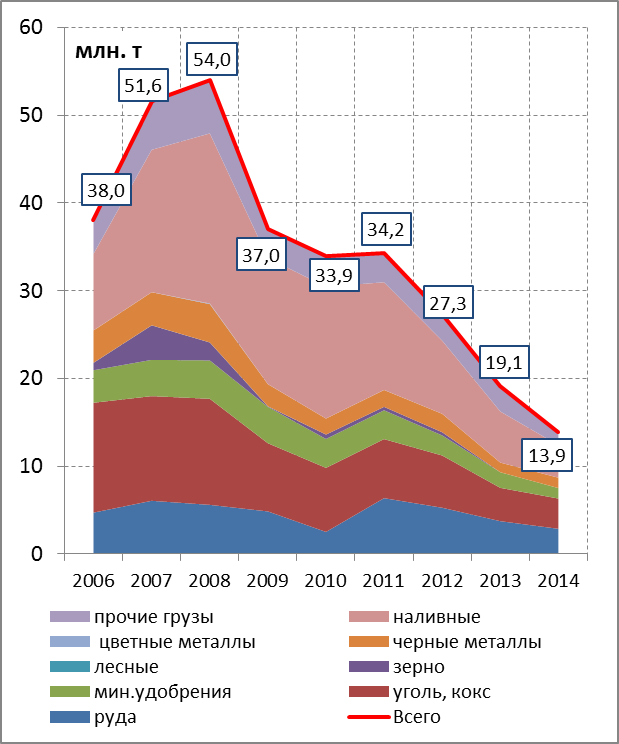 60
млн. т
54,0
51,6
50
38,0
40
37,0
33,9
34,2
30
27,3
20
19,1
13,9
10
0
2006 2007 2008 2009 2010 2011 2012 2013 2014
прочие грузы наливные
цветные металлы черные металлы
лесные зерно
мин.удобрения уголь, кокс
руда Всего